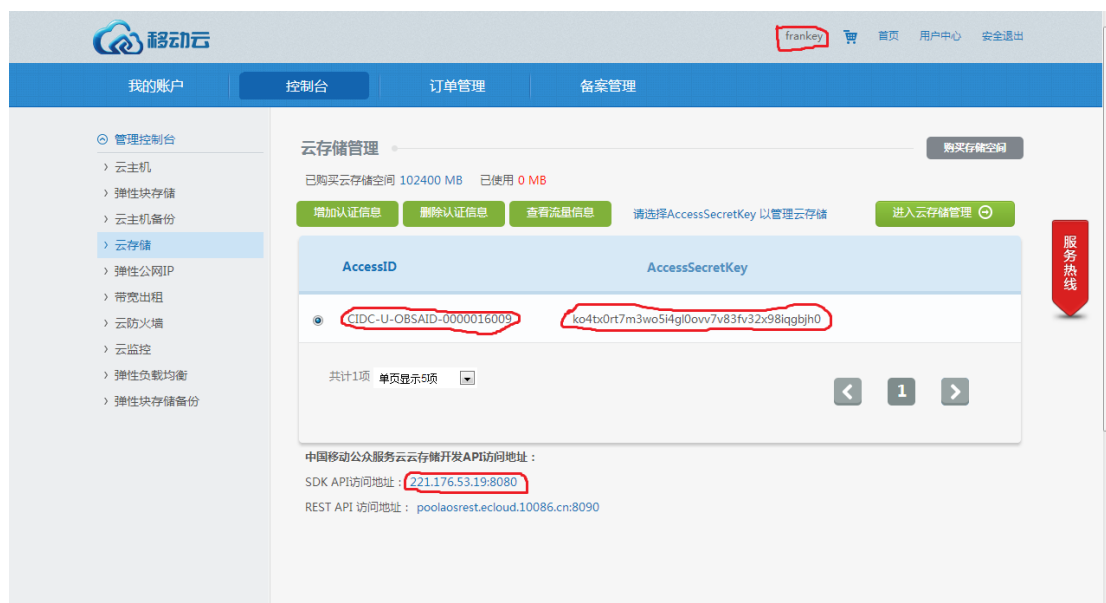 移动云
frankey 首页 用户中心 安全退出
我的账户 控制台 订单管理 备案管理
管理控制台
云主机
弹性块存储
云主机备份
云存储
弹性公网IP
带宽出租
云防火墙
云监控
弹性负载均衡
弹性块存储备份
云存储管理
购买存储空间
已购买云存储空间 102400 MB 已使用 0 MB
增加认证信息 删除认证信息 查看流量信息 请选择AccessSecretKey 以管理云存储 进入云存储管理
AccessID AccessSecretKey
CIDC-U-OBSAID-0000016009 ko4tx0rt7m3wo5i4gl0ovv7v83fv32x98iqgbjh0
共计1项 单页显示5项
1
中国移动公众服务云云存储开发API访问地址：
SDK API访问地址：221.176.53.19:8080
REST API 访问地址： poolaosrest.ecloud.10086.cn:8090
服务热线